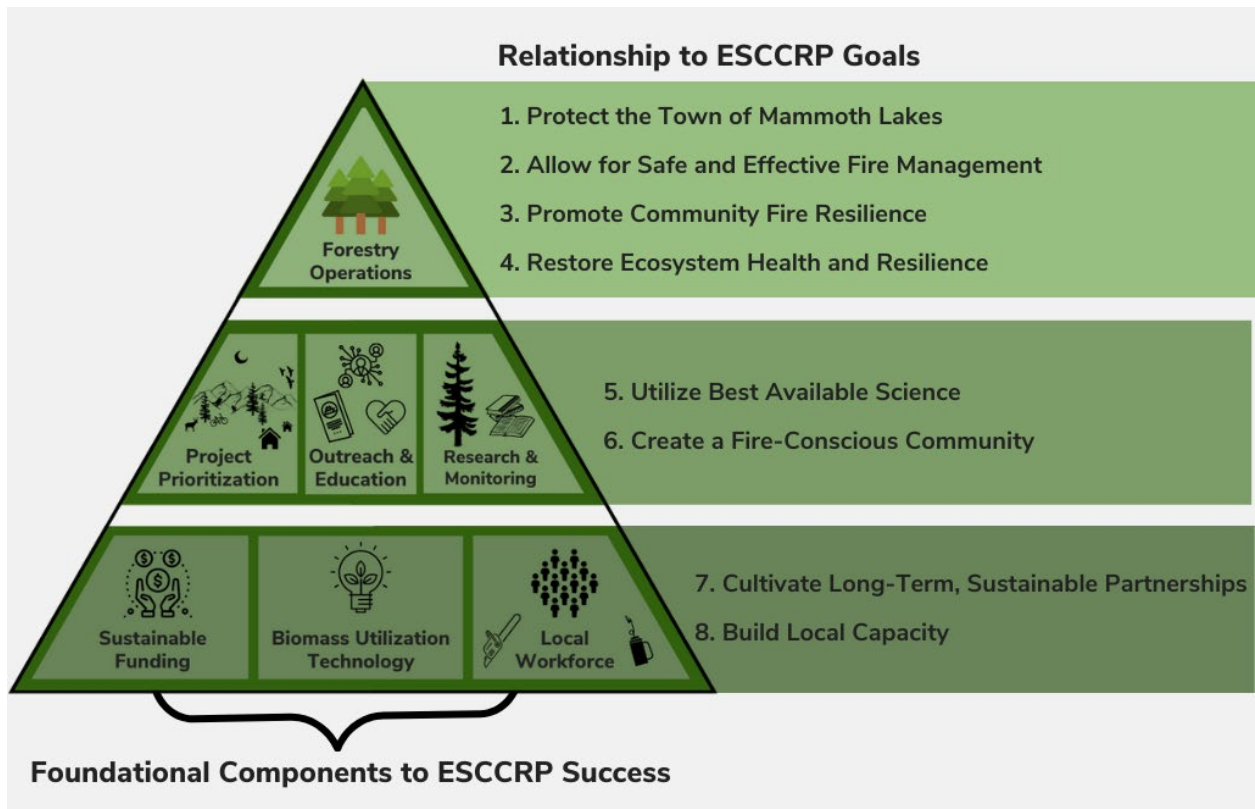 Relationship to ESCCRP Goals
1. Protect the Town of Mammoth Lakes
2. Allow for Safe and Effective Fire Management
3. Promote Community Fire Resilience
4. Restore Ecosystem Health and Resilience
Forestry
Operations
5. Utilize Best Available Science
6. Create a Fire-Conscious Community
Project
Prioritization
Outreach &
Education
Research &
Monitoring
7. Cultivate Long-Term, Sustainable Partnerships
8. Build Local Capacity
Sustainable
Funding
Biomass Utilization
Technology
Local
Workforce
Foundational Components to ESCCRP Success